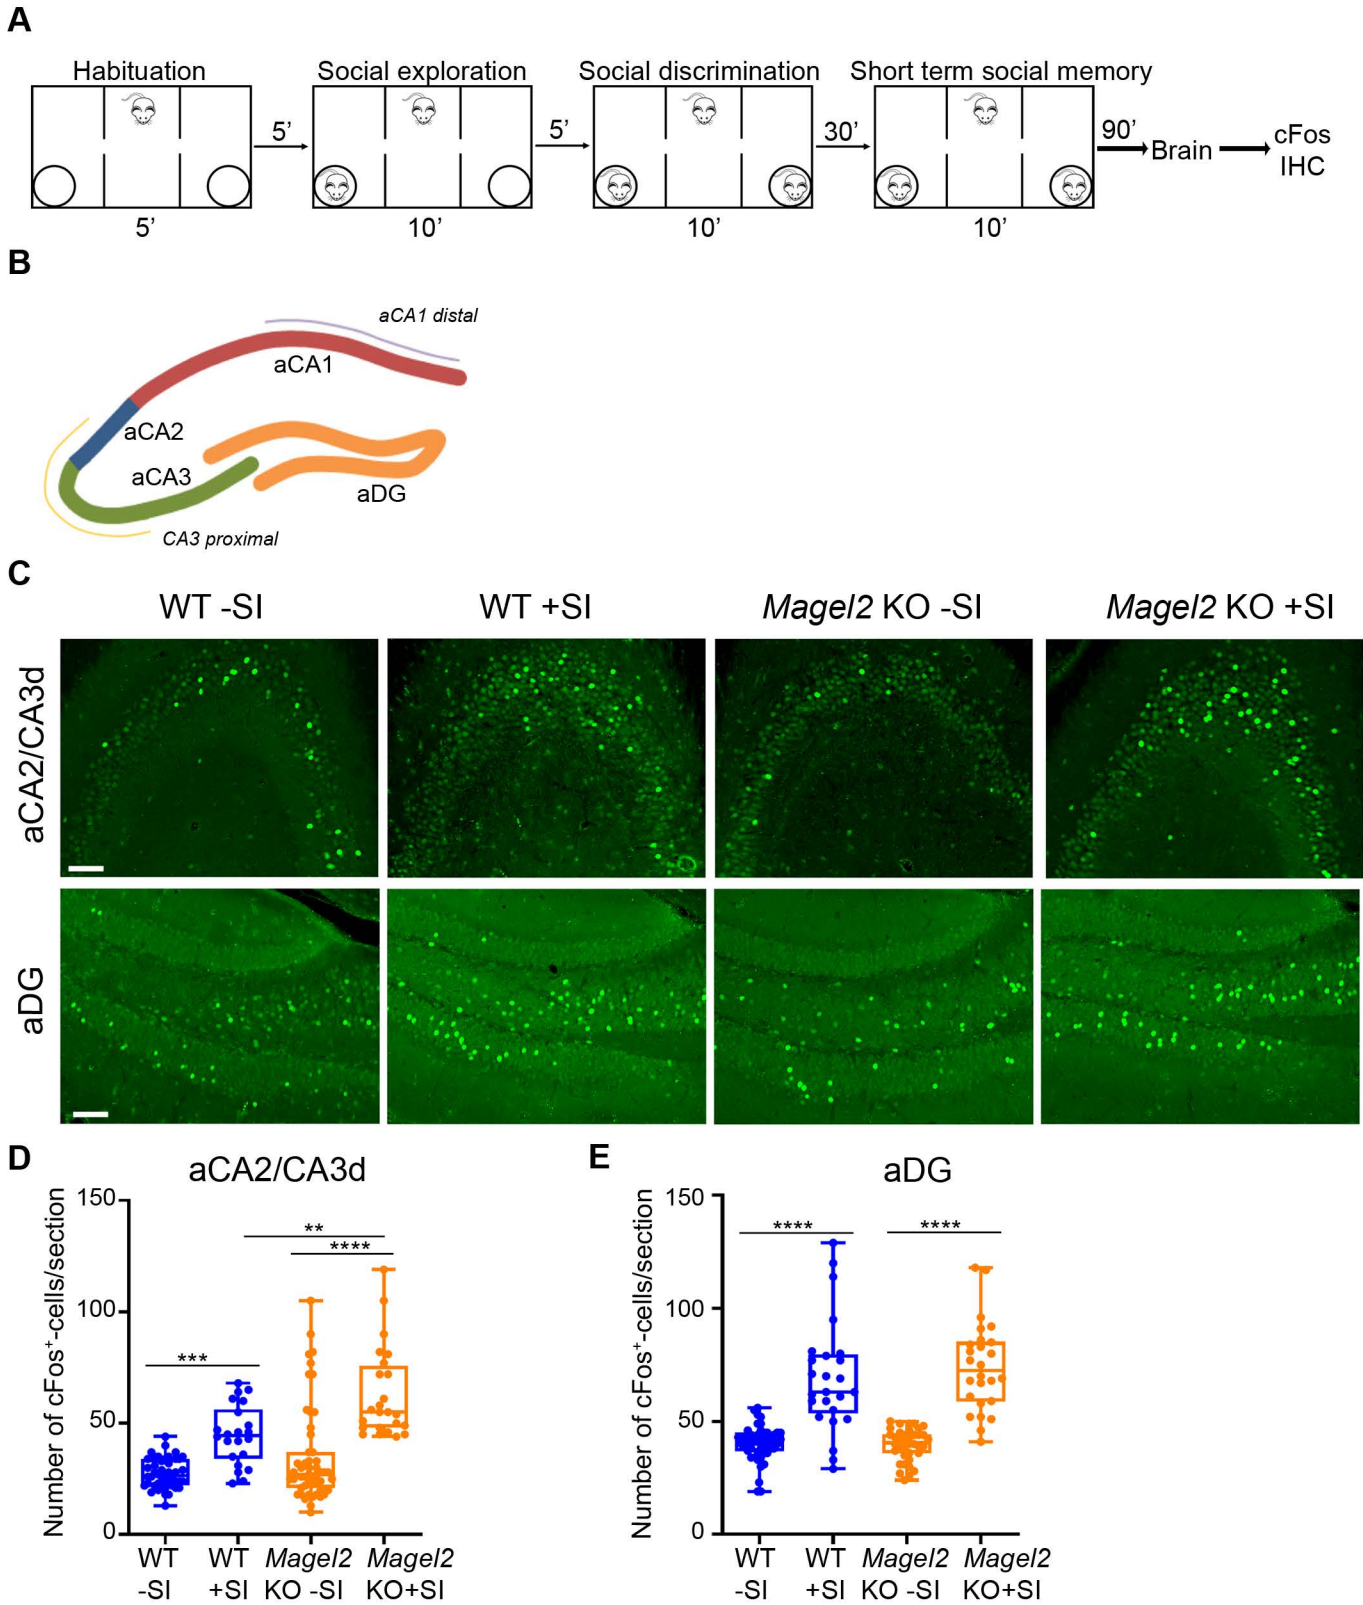 A
Habituation
Social exploration
Social discrimination
Short term social memory
5’
5’
30’
90’
Brain
cFos
IHC
5’
10’
10’
10’
B
aCA1 distal
aCA1
aCA2
aCA3
aDG
CA3 proximal
C
WT -SI
WT +SI
Magel2 KO -SI
Magel2 KO +SI
aCA2/CA3d
aDG
D
aCA2/CA3d
Number of cFos⁺-cells/section
150
100
50
0
***
**
****
WT
-SI
WT
+SI
Magel2
KO -SI
Magel2
KO+SI
E
aDG
Number of cFos⁺-cells/section
150
100
50
0
****
****
WT
-SI
WT
+SI
Magel2
KO -SI
Magel2
KO+SI